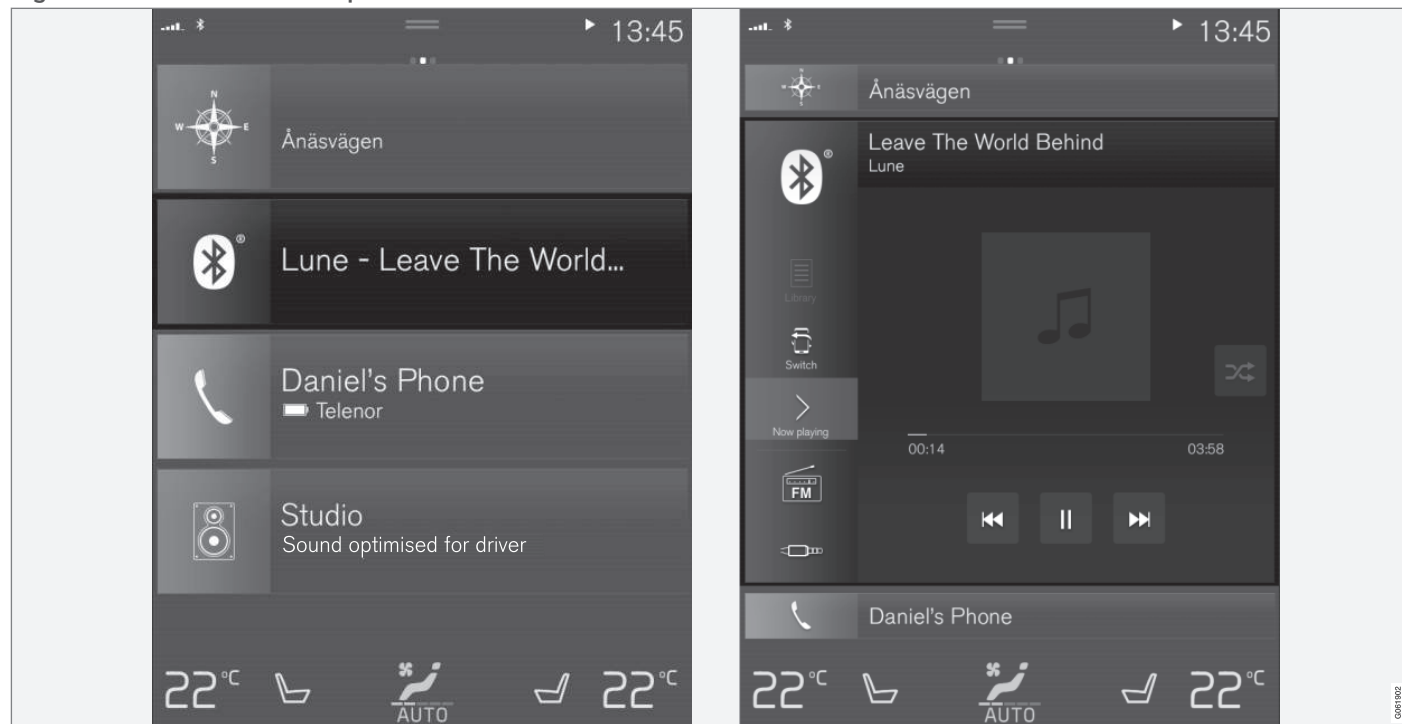 13:45
N
W E
S
Ånäsvägen
®
Lune - Leave The World...
Daniel's Phone
Telenor
Studio
Sound optimised for driver
22°C
AUTO
22°C
13:45
N
W E
S
Ånäsvägen
®
Leave The World Behind
Lune
Library
Switch
Now playing
00:14 03:58
FM
Daniel's Phone
22°C
AUTO
22°C
G061902